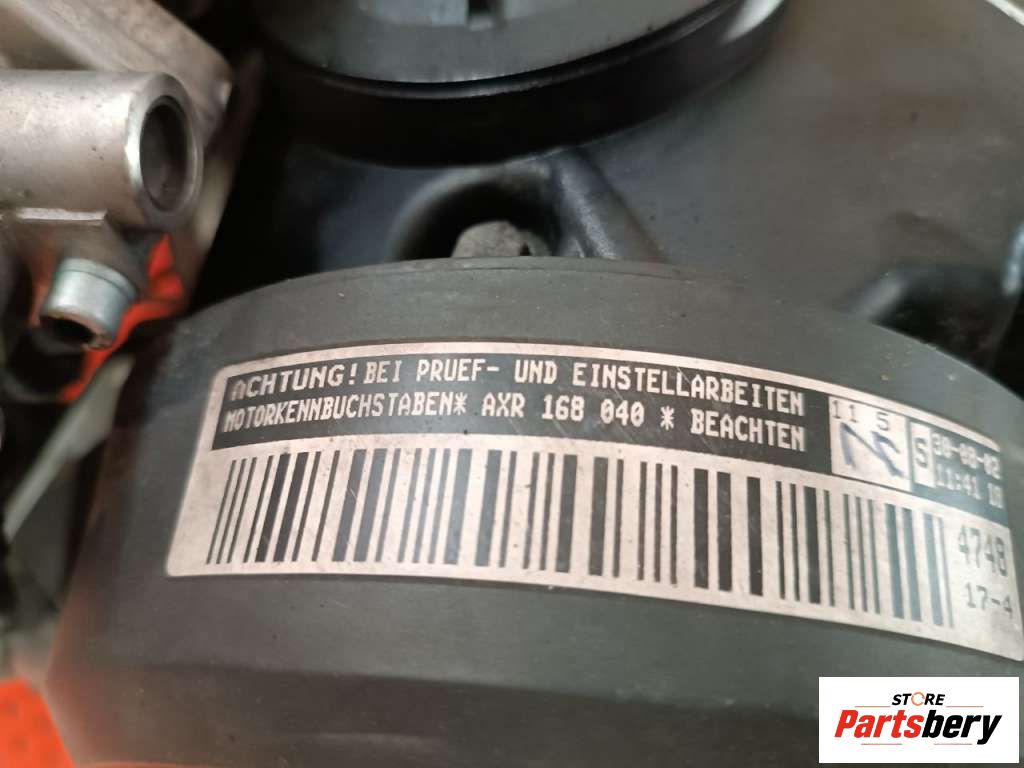 ACHTUNG! BEI PRUEF- UND EINSTELLARBEITEN
MOTORKENNBUCHSTABEN* AXR 168 040 * BEACHTEN
11 5
S
30-08-02
11:41 18
4748
17-4
STORE
Partsbery